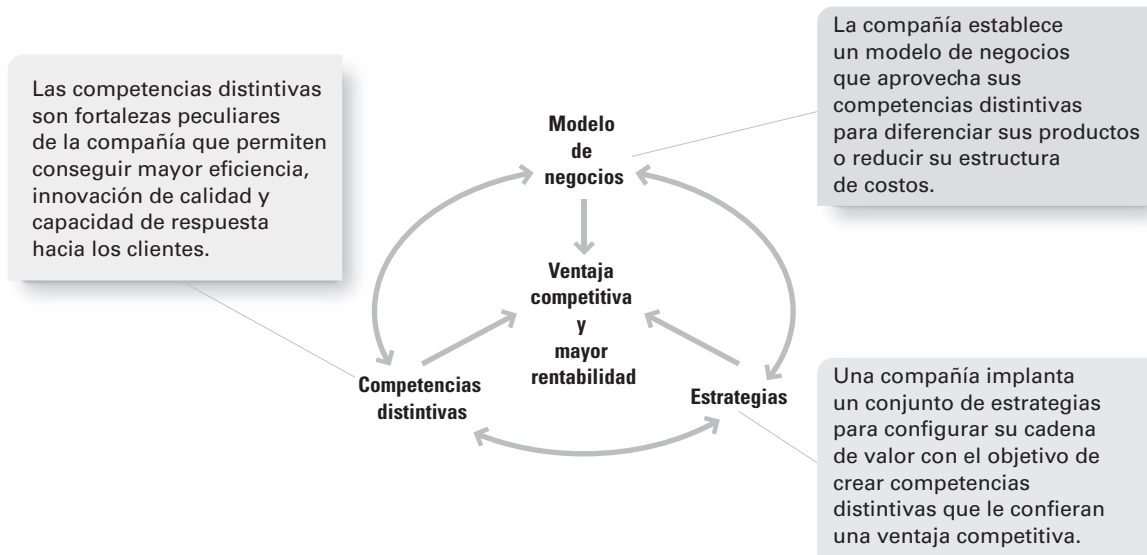 Las competencias distintivas
son fortalezas peculiares
de la compañía que permiten
conseguir mayor eficiencia,
innovación de calidad y
capacidad de respuesta
hacia los clientes.
La compañía establece
un modelo de negocios
que aprovecha sus
competencias distintivas
para diferenciar sus productos
o reducir su estructura
de costos.
Modelo
de
negocios
Ventaja
competitiva
y
mayor
rentabilidad
Competencias
distintivas
Estrategias
Una compañía implanta
un conjunto de estrategias
para configurar su cadena
de valor con el objetivo de
crear competencias
distintivas que le confieran
una ventaja competitiva.